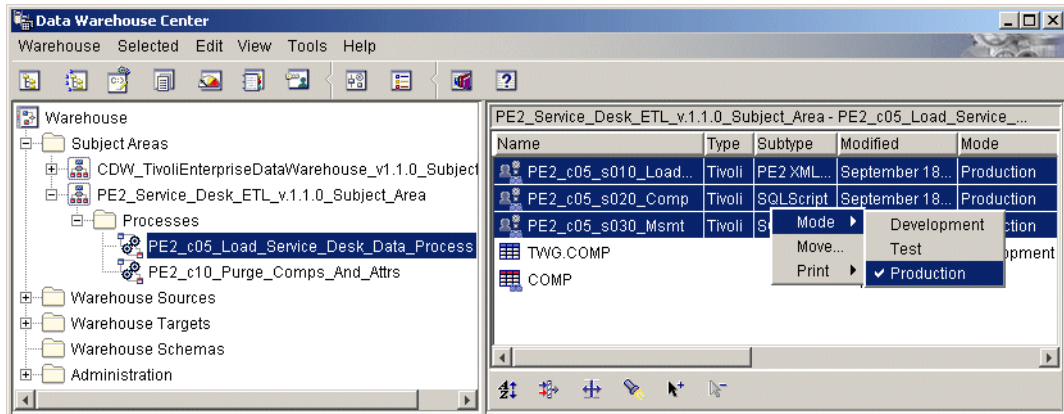 Data Warehouse Center
Warehouse Selected Edit View Tools Help
Warehouse
Subject Areas
CDW_TivoliEnterpriseDataWarehouse_v1.1.0_Subject
PE2_Service_Desk_ETL_v.1.1.0_Subject_Area
Processes
PE2_c05_Load_Service_Desk_Data_Process
PE2_c10_Purge_Comps_And_Attrs
Warehouse Sources
Warehouse Targets
Warehouse Schemas
Administration
PE2_Service_Desk_ETL_v.1.1.0_Subject_Area - PE2_c05_Load_Service_...
Name Type Subtype Modified Mode
PE2_c05_s010_Load... Tivoli PE2 XML... September 18... Production
PE2_c05_s020_Comp Tivoli SQLScript September 18... Production
PE2_c05_s030_Msmt Tivoli
TWG.COMP
COMP
Mode
Move...
Print
Development
Test
Production